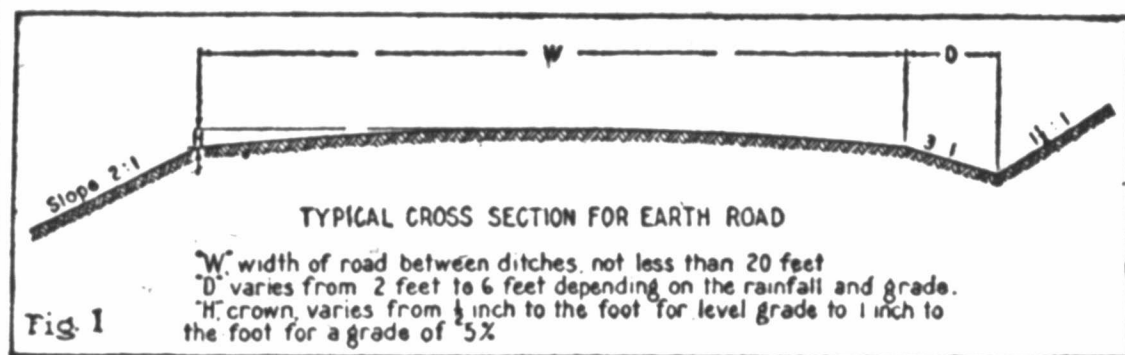 W
D
H
Slope 2:1
3 1
1½:1
TYPICAL CROSS SECTION FOR EARTH ROAD
"W", width of road between ditches, not less than 20 feet
"D" varies from 2 feet to 6 feet depending on the rainfall and grade.
"H", crown, varies from ½ inch to the foot for level grade to 1 inch to
the foot for a grade of 5%
Fig. 1